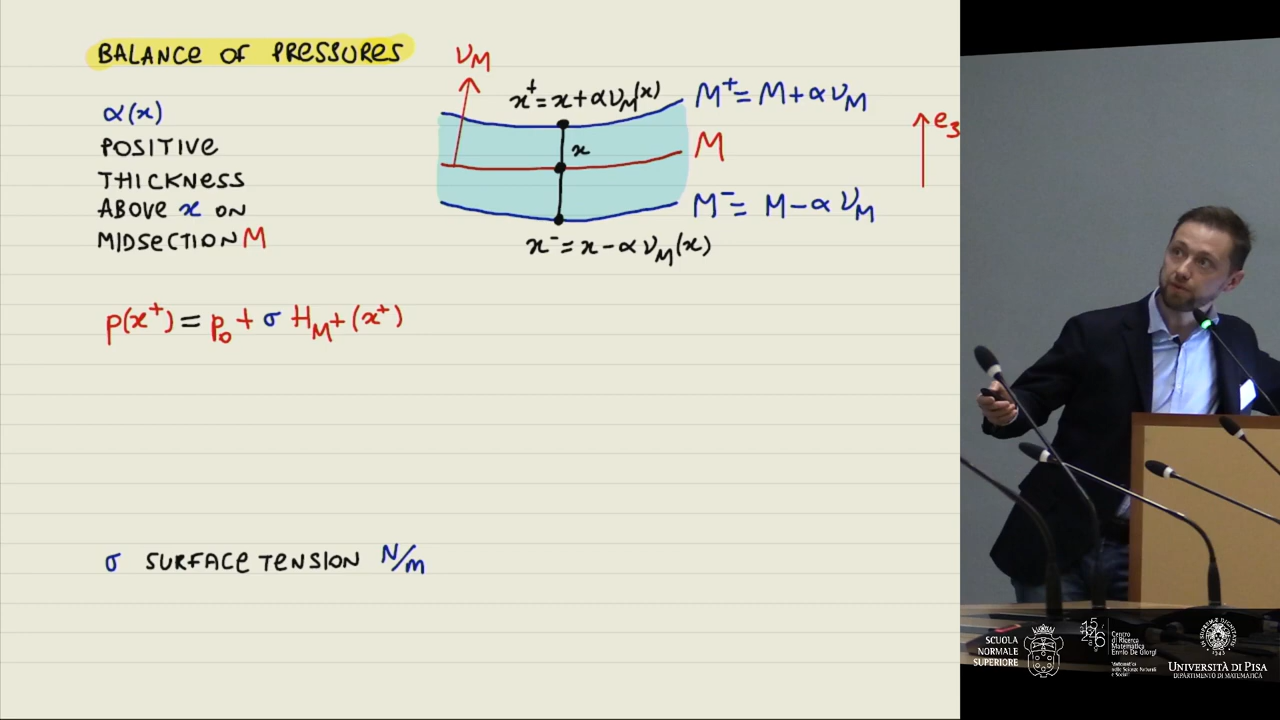 BALANCE OF PRESSURES
α(x)
POSITIVE
THICKNESS
ABOVE x ON
MIDSECTION M
ν_M
x⁺ = x + αν_M(x)
M⁺ = M + αν_M
x
M
e₃
M⁻ = M - αν_M
x⁻ = x - αν_M(x)
p(x⁺) = p₀ + σ H_M⁺(x⁺)
σ SURFACE TENSION N/m
SCUOLA
NORMALE
SUPERIORE
Centro
di Ricerca
Matematica
Ennio De Giorgi
UNIVERSITÀ DI PISA
DIPARTIMENTO DI MATEMATICA